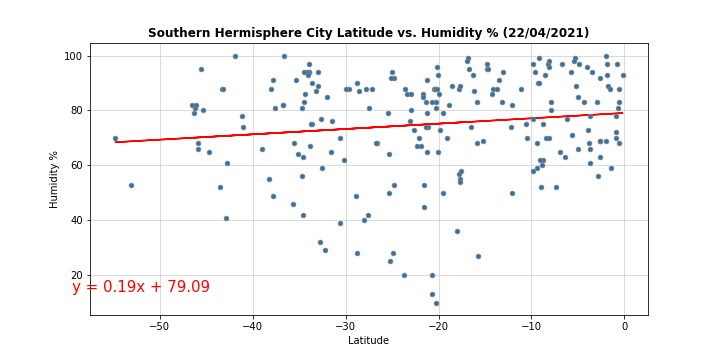 Southern Hermisphere City Latitude vs. Humidity % (22/04/2021)
100
80
60
40
20
Humidity %
y = 0.19x + 79.09
−50 −40 −30 −20 −10 0
Latitude